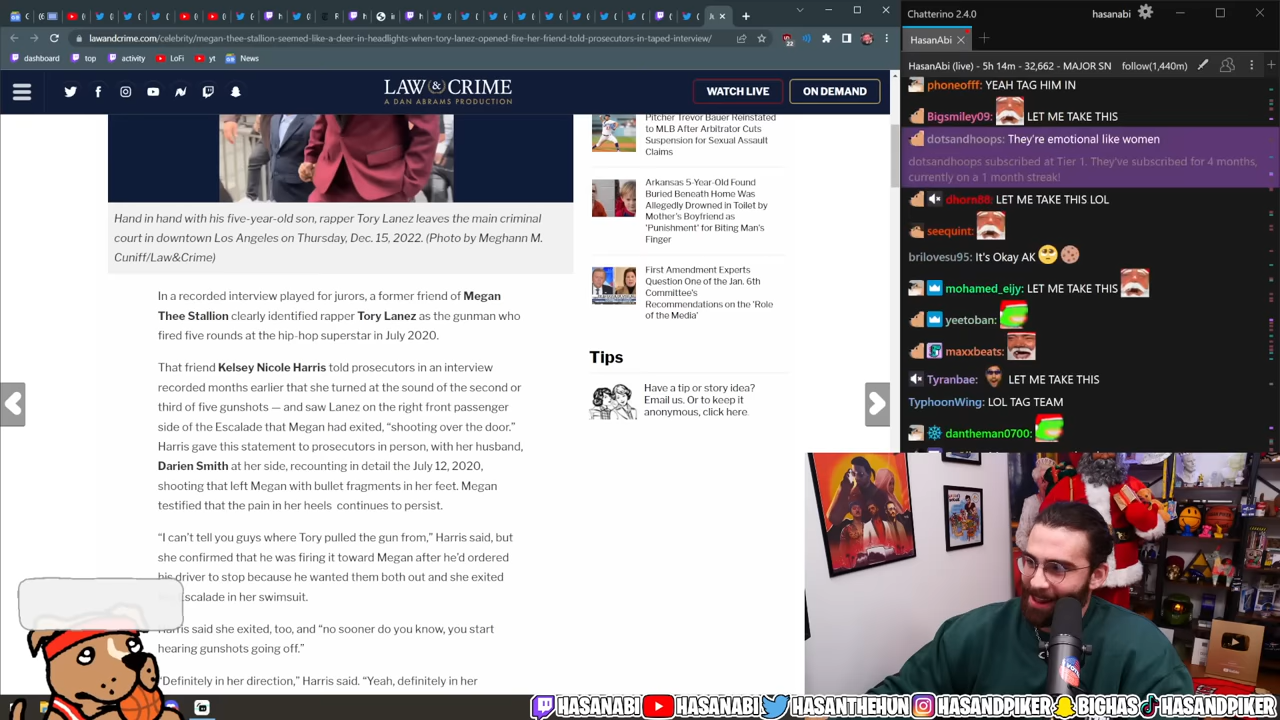 Chatterino 2.4.0
hasanabi
lawandcrime.com/celebrity/megan-thee-stallion-seemed-like-a-deer-in-headlights-when-tory-lanez-opened-fire-her-friend-told-prosecutors-in-taped-interview/
22
dashboard
top
activity
LoFi
yt
News
HasanAbi
HasanAbi (live) - 5h 14m - 32,662 - MAJOR SN
follow(1,440m)
LAW & CRIME
A DAN ABRAMS PRODUCTION
WATCH LIVE
ON DEMAND
Pitcher Trevor Bauer Reinstated
to MLB After Arbitrator Cuts
Suspension for Sexual Assault
Claims
Arkansas 5-Year-Old Found
Buried Beneath Home Was
Allegedly Drowned in Toilet by
Mother's Boyfriend as
'Punishment' for Biting Man's
Finger
First Amendment Experts
Question One of the Jan. 6th
Committee's
Recommendations on the 'Role
of the Media'
Tips
Have a tip or story idea?
Email us. Or to keep it
anonymous, click here.
Hand in hand with his five-year-old son, rapper Tory Lanez leaves the main criminal
court in downtown Los Angeles on Thursday, Dec. 15, 2022. (Photo by Meghann M.
Cuniff/Law&Crime)
In a recorded interview played for jurors, a former friend of Megan
Thee Stallion clearly identified rapper Tory Lanez as the gunman who
fired five rounds at the hip-hop superstar in July 2020.
That friend Kelsey Nicole Harris told prosecutors in an interview
recorded months earlier that she turned at the sound of the second or
third of five gunshots — and saw Lanez on the right front passenger
side of the Escalade that Megan had exited, “shooting over the door.”
Harris gave this statement to prosecutors in person, with her husband,
Darien Smith at her side, recounting in detail the July 12, 2020,
shooting that left Megan with bullet fragments in her feet. Megan
testified that the pain in her heels continues to persist.
“I can't tell you guys where Tory pulled the gun from,” Harris said, but
she confirmed that he was firing it toward Megan after he'd ordered
his driver to stop because he wanted them both out and she exited
Escalade in her swimsuit.
Harris said she exited, too, and “no sooner do you know, you start
hearing gunshots going off.”
“Definitely in her direction,” Harris said. “Yeah, definitely in her
phoneofff: YEAH TAG HIM IN
Bigsmiley09: LET ME TAKE THIS
dotsandhoops: They're emotional like women
dotsandhoops subscribed at Tier 1. They've subscribed for 4 months,
currently on a 1 month streak!
dhorn88: LET ME TAKE THIS LOL
seequint:
brilovesu95: It's Okay AK
mohamed_eijy: LET ME TAKE THIS
yeetoban:
maxxbeats:
Tyranbae: LET ME TAKE THIS
TyphoonWing: LOL TAG TEAM
dantheman0700:
HASANABI HASANABI HASANTHEHUN HASANDPIKER BIGHAS HASANDPIKER